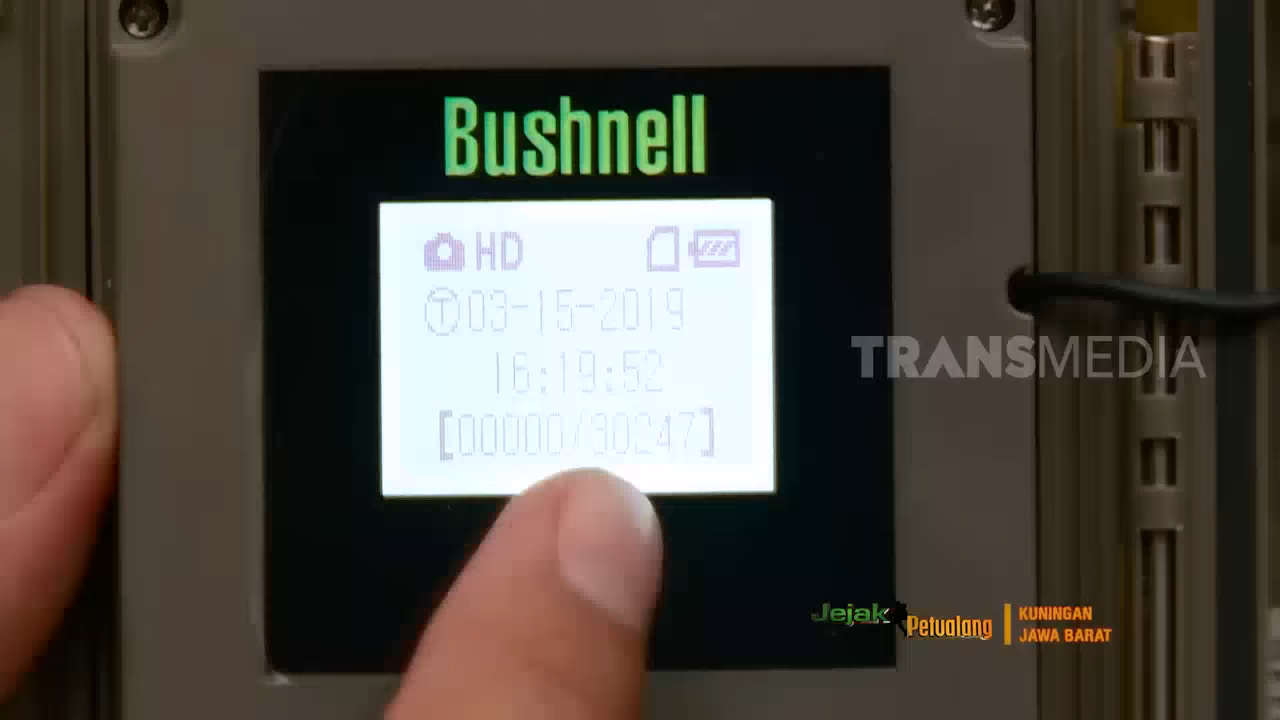 Bushnell
HD
T 03-15-2019
16:19:52
[00000/30247]
TRANSMEDIA
Jejak Petualang
KUNINGAN
JAWA BARAT